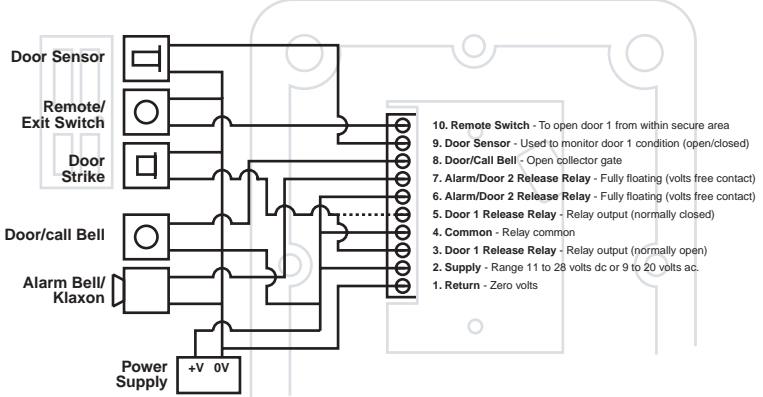 Door Sensor
Remote/
Exit Switch
Door
Strike
Door/call Bell
Alarm Bell/
Klaxon
Power
Supply
+V 0V
10. Remote Switch - To open door 1 from within secure area
9. Door Sensor - Used to monitor door 1 condition (open/closed)
8. Door/Call Bell - Open collector gate
7. Alarm/Door 2 Release Relay - Fully floating (volts free contact)
6. Alarm/Door 2 Release Relay - Fully floating (volts free contact)
5. Door 1 Release Relay - Relay output (normally closed)
4. Common - Relay common
3. Door 1 Release Relay - Relay output (normally open)
2. Supply - Range 11 to 28 volts dc or 9 to 20 volts ac.
1. Return - Zero volts